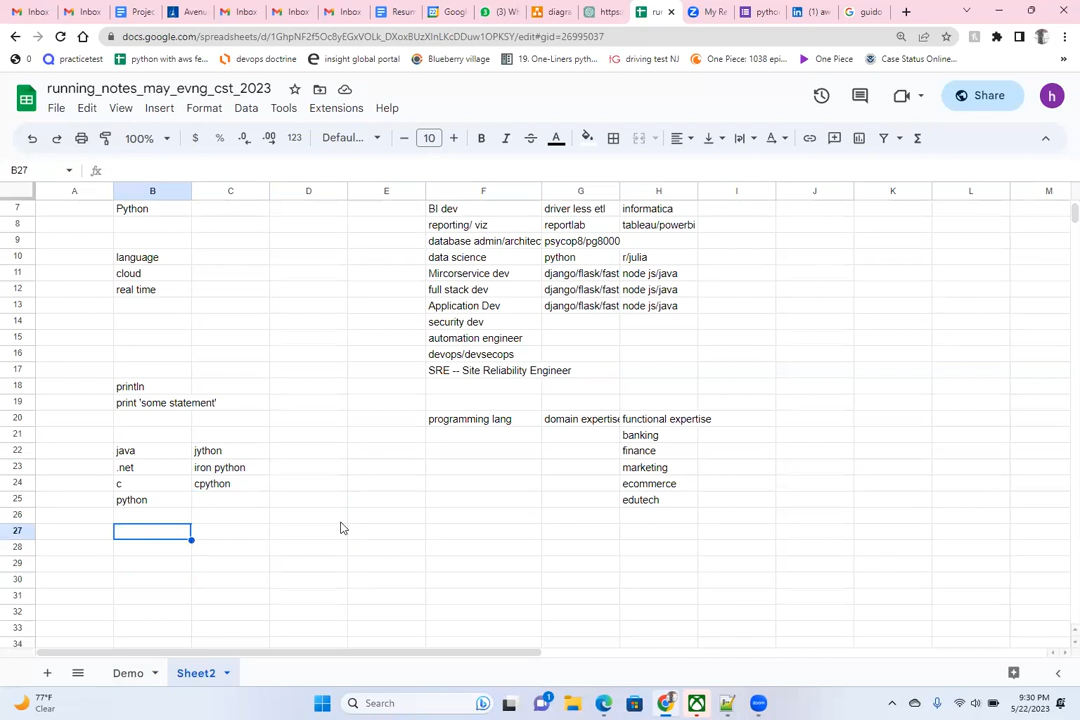 Inbox
Inbox
Projec
Avenu
Inbox
Inbox
Inbox
Resum
Googl
(3) W
diagra
https:
ru
My Re
pytho
(1) aw
guido
docs.google.com/spreadsheets/d/1GhpNF2f5Oc8yEGxVOLk_DXoxBUzXInLKcDDuw1OPKSY/edit#gid=26995037
0
practicetest
python with aws fe...
devops doctrine
insight global portal
Blueberry village
19. One-Liners pyth...
driving test NJ
One Piece: 1038 epi...
One Piece
Case Status Online...
running_notes_may_evng_cst_2023
File Edit View Insert Format Data Tools Extensions Help
Share
h
100% $ % .0 .00 123 Defaul... 10 B I A
B27 fx
A B C D E F G H I J K L M
7 Python BI dev driver less etl informatica
8 reporting/ viz reportlab tableau/powerbi
9 database admin/architec psycop8/pg8000
10 language data science python r/julia
11 cloud Mircorservice dev django/flask/fast node js/java
12 real time full stack dev django/flask/fast node js/java
13 Application Dev django/flask/fast node js/java
14 security dev
15 automation engineer
16 devops/devsecops
17 SRE -- Site Reliability Engineer
18 println
19 print 'some statement'
20 programming lang domain expertise functional expertise
21 banking
22 java jython finance
23 .net iron python marketing
24 c cpython ecommerce
25 python edutech
26
27
28
29
30
31
32
33
34
Demo Sheet2
77°F
Clear
Search
1
9:30 PM
5/22/2023